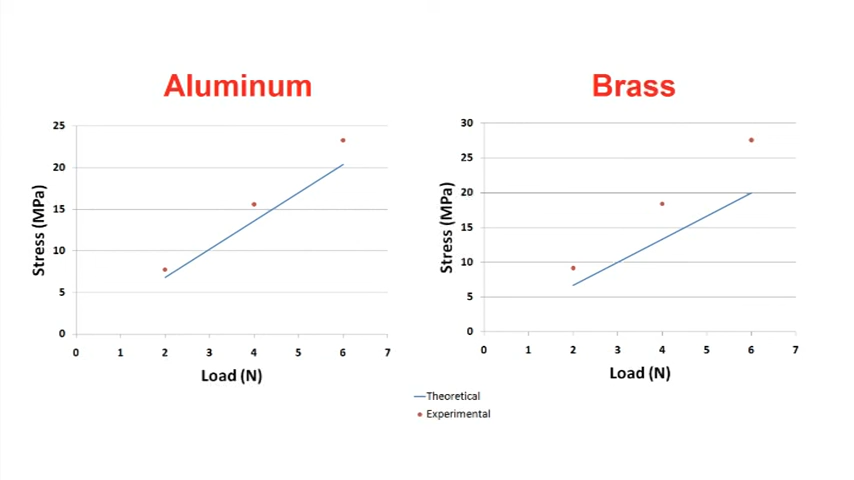 Aluminum
25
20
15
10
5
0
Stress (MPa)
0 1 2 3 4 5 6 7
Load (N)
Brass
30
25
20
15
10
5
0
Stress (MPa)
0 1 2 3 4 5 6 7
Load (N)
Theoretical
Experimental